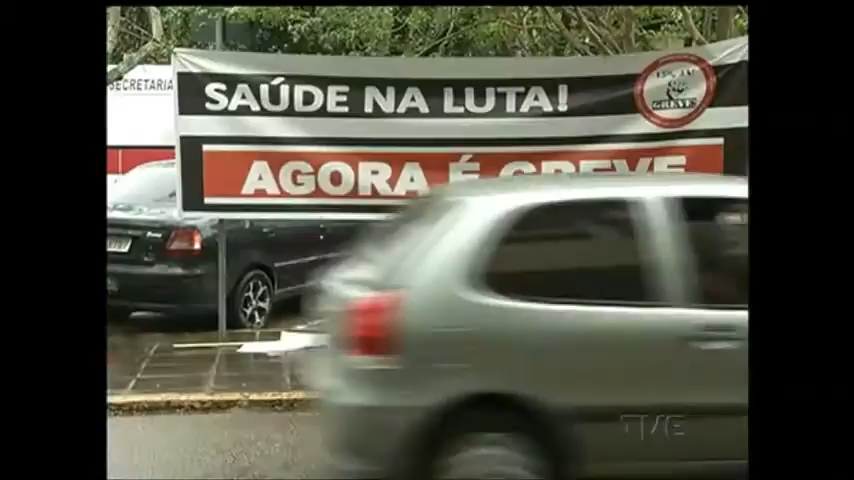 SECRETARIA
SAÚDE NA LUTA!
GREVE
AGORA É GREVE
TVE